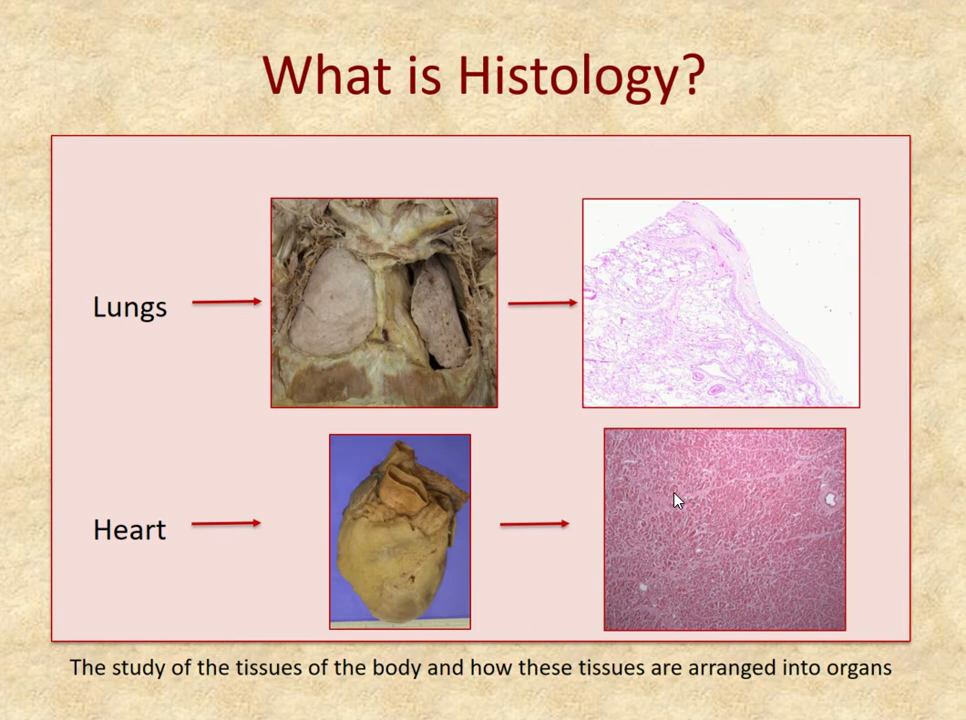 What is Histology?
Lungs
Heart
The study of the tissues of the body and how these tissues are arranged into organs